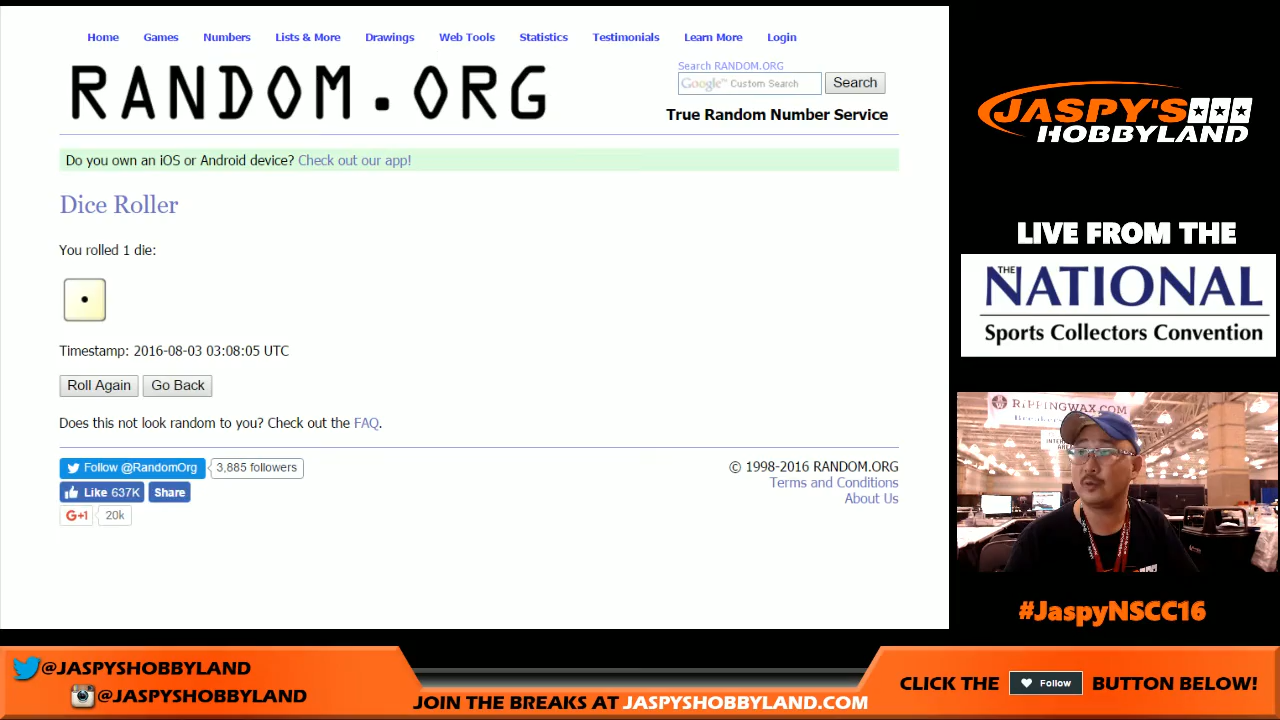 Home Games Numbers Lists & More Drawings Web Tools Statistics Testimonials Learn More Login
RANDOM.ORG
Search RANDOM.ORG
Google™ Custom Search Search
True Random Number Service
Do you own an iOS or Android device? Check out our app!
Dice Roller
You rolled 1 die:
Timestamp: 2016-08-03 03:08:05 UTC
Roll Again Go Back
Does this not look random to you? Check out the FAQ.
Follow @RandomOrg 3,885 followers
Like 637K Share
G+1 20k
© 1998-2016 RANDOM.ORG
Terms and Conditions
About Us
JASPY'S
HOBBYLAND
LIVE FROM THE
THE NATIONAL
Sports Collectors Convention
RIPPINGWAX.COM
#JaspyNSCC16
@JASPYSHOBBYLAND
@JASPYSHOBBYLAND
JOIN THE BREAKS AT JASPYSHOBBYLAND.COM
CLICK THE Follow BUTTON BELOW!